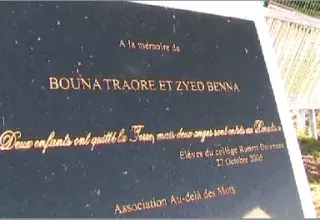 A la mémoire de
BOUNA TRAORE ET ZYED BENNA
Deux enfants ont quitté la Terre, mais deux anges sont entrés au Paradis
Elèves du collège Robert Doisneau
27 Octobre 2006
Association Au-delà des Mots